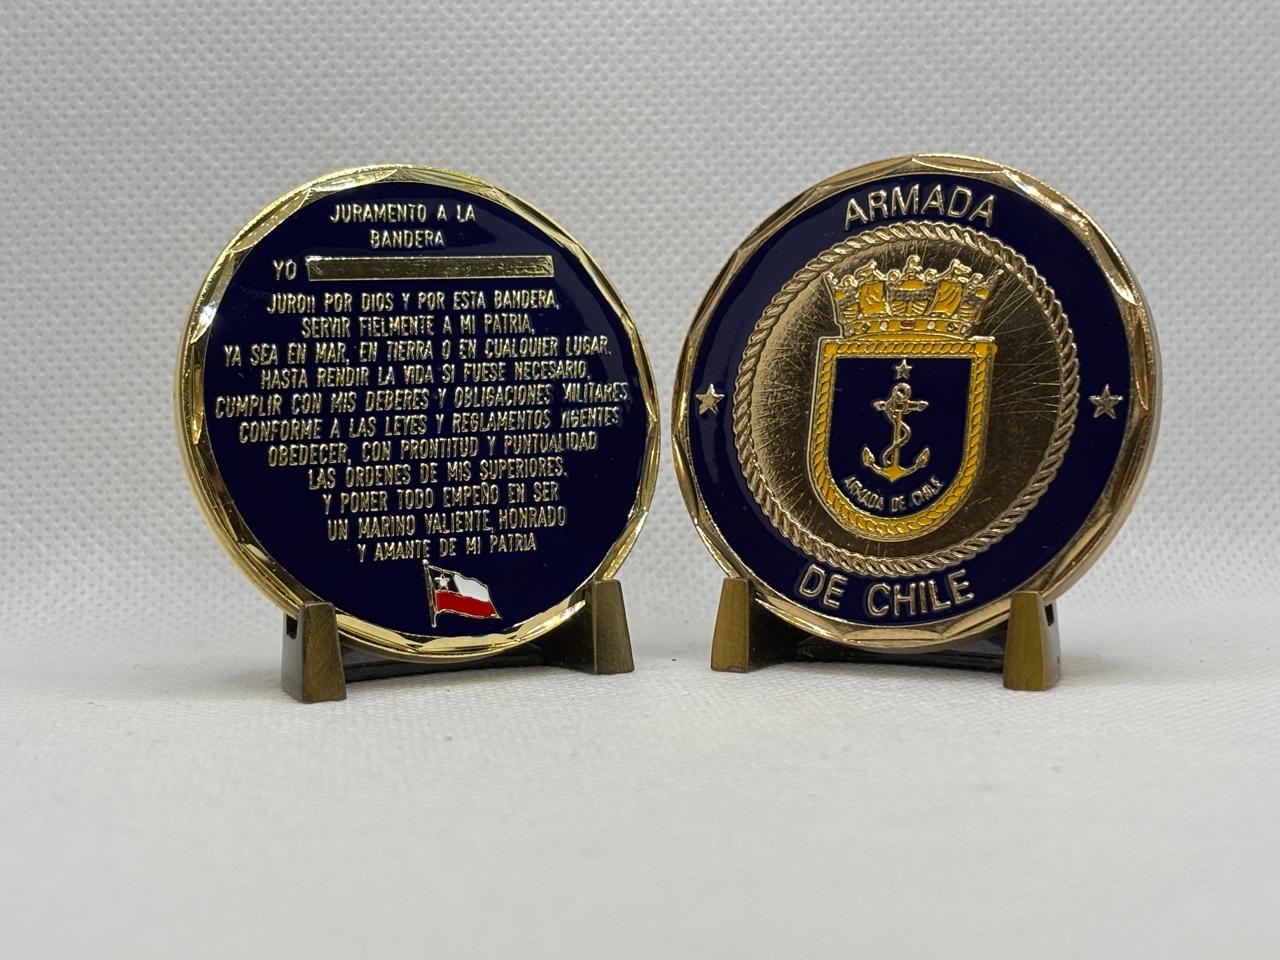 JURAMENTO A LA
BANDERA
YO
JURO!! POR DIOS Y POR ESTA BANDERA,
SERVIR FIELMENTE A MI PATRIA,
YA SEA EN MAR, EN TIERRA O EN CUALQUIER LUGAR,
HASTA RENDIR LA VIDA SI FUESE NECESARIO,
CUMPLIR CON MIS DEBERES Y OBLIGACIONES MILITARES
CONFORME A LAS LEYES Y REGLAMENTOS VIGENTES
OBEDECER, CON PRONTITUD Y PUNTUALIDAD
LAS ÓRDENES DE MIS SUPERIORES,
Y PONER TODO EMPEÑO EN SER
UN MARINO VALIENTE, HONRADO
Y AMANTE DE MI PATRIA
ARMADA
ARMADA DE CHILE
DE CHILE